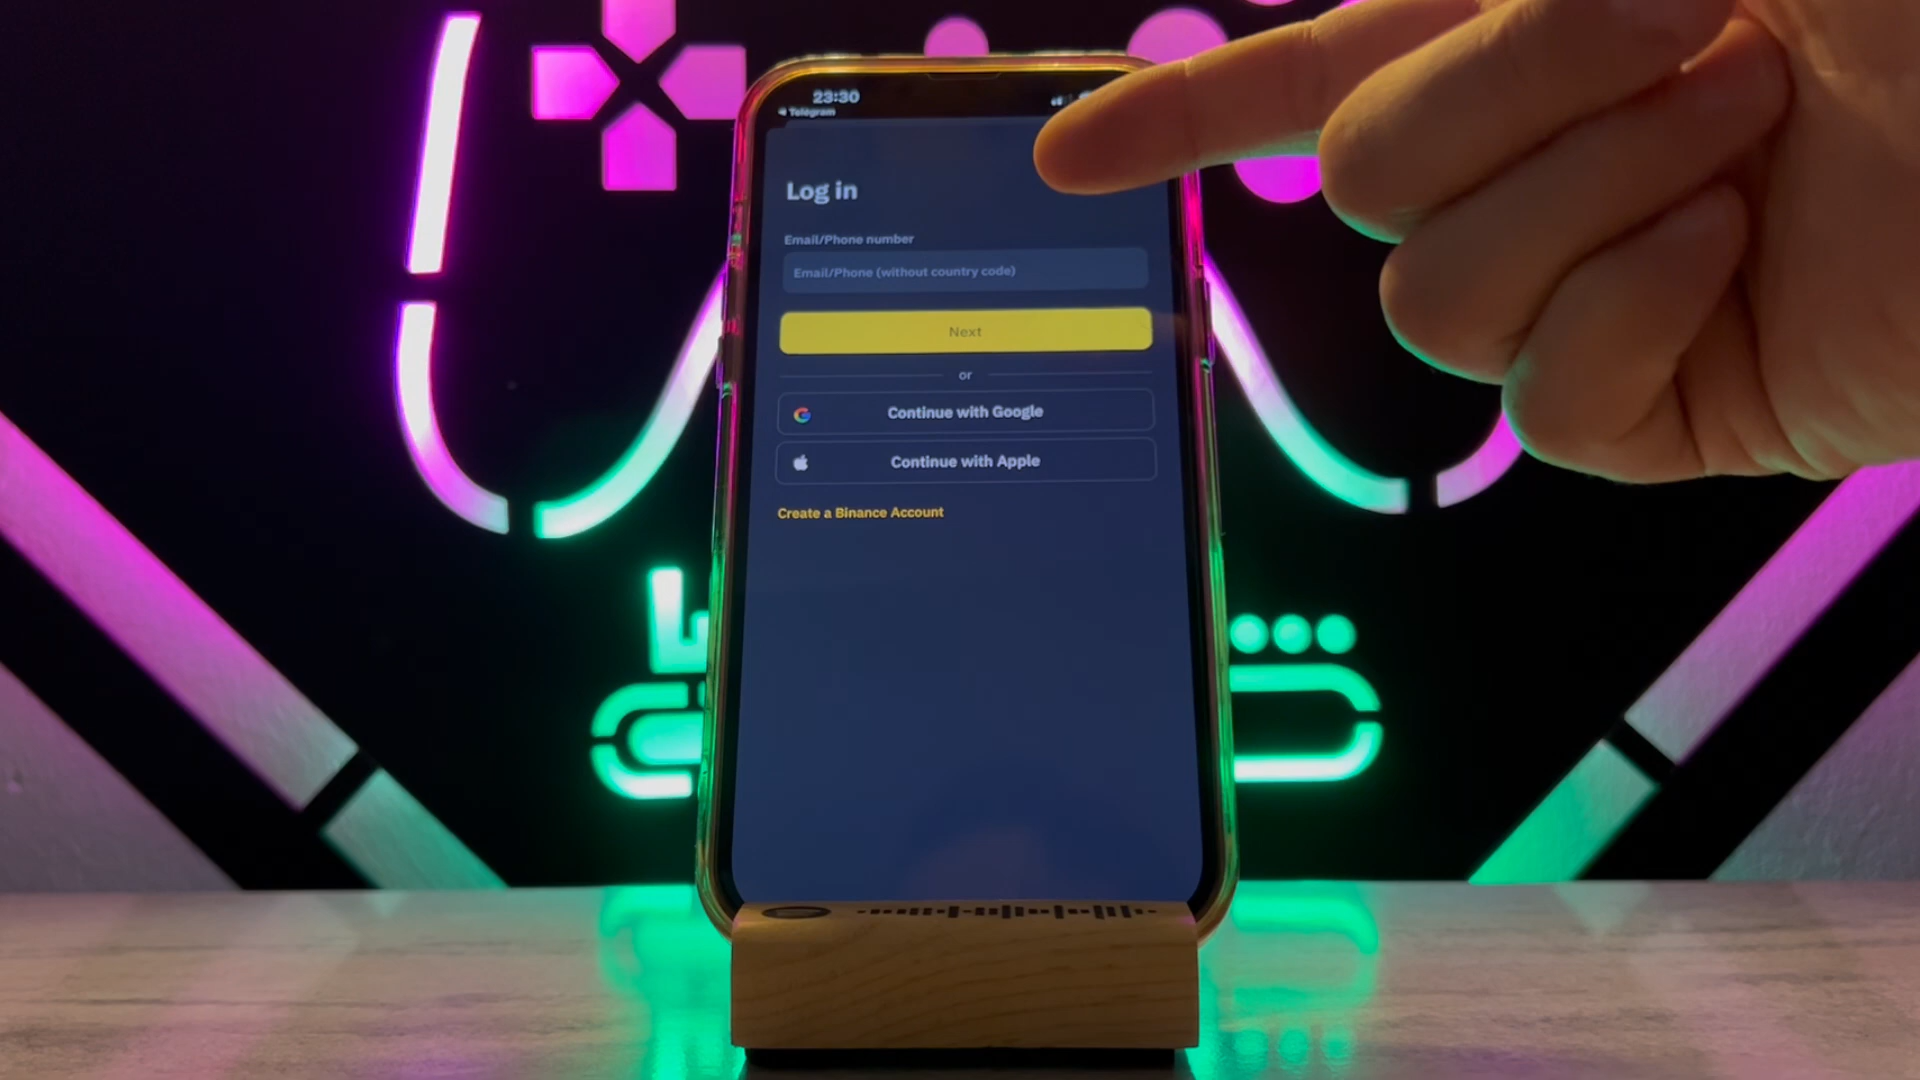 23:30
Telegram
Log in
Email/Phone number
Email/Phone (without country code)
Next
or
Continue with Google
Continue with Apple
Create a Binance Account